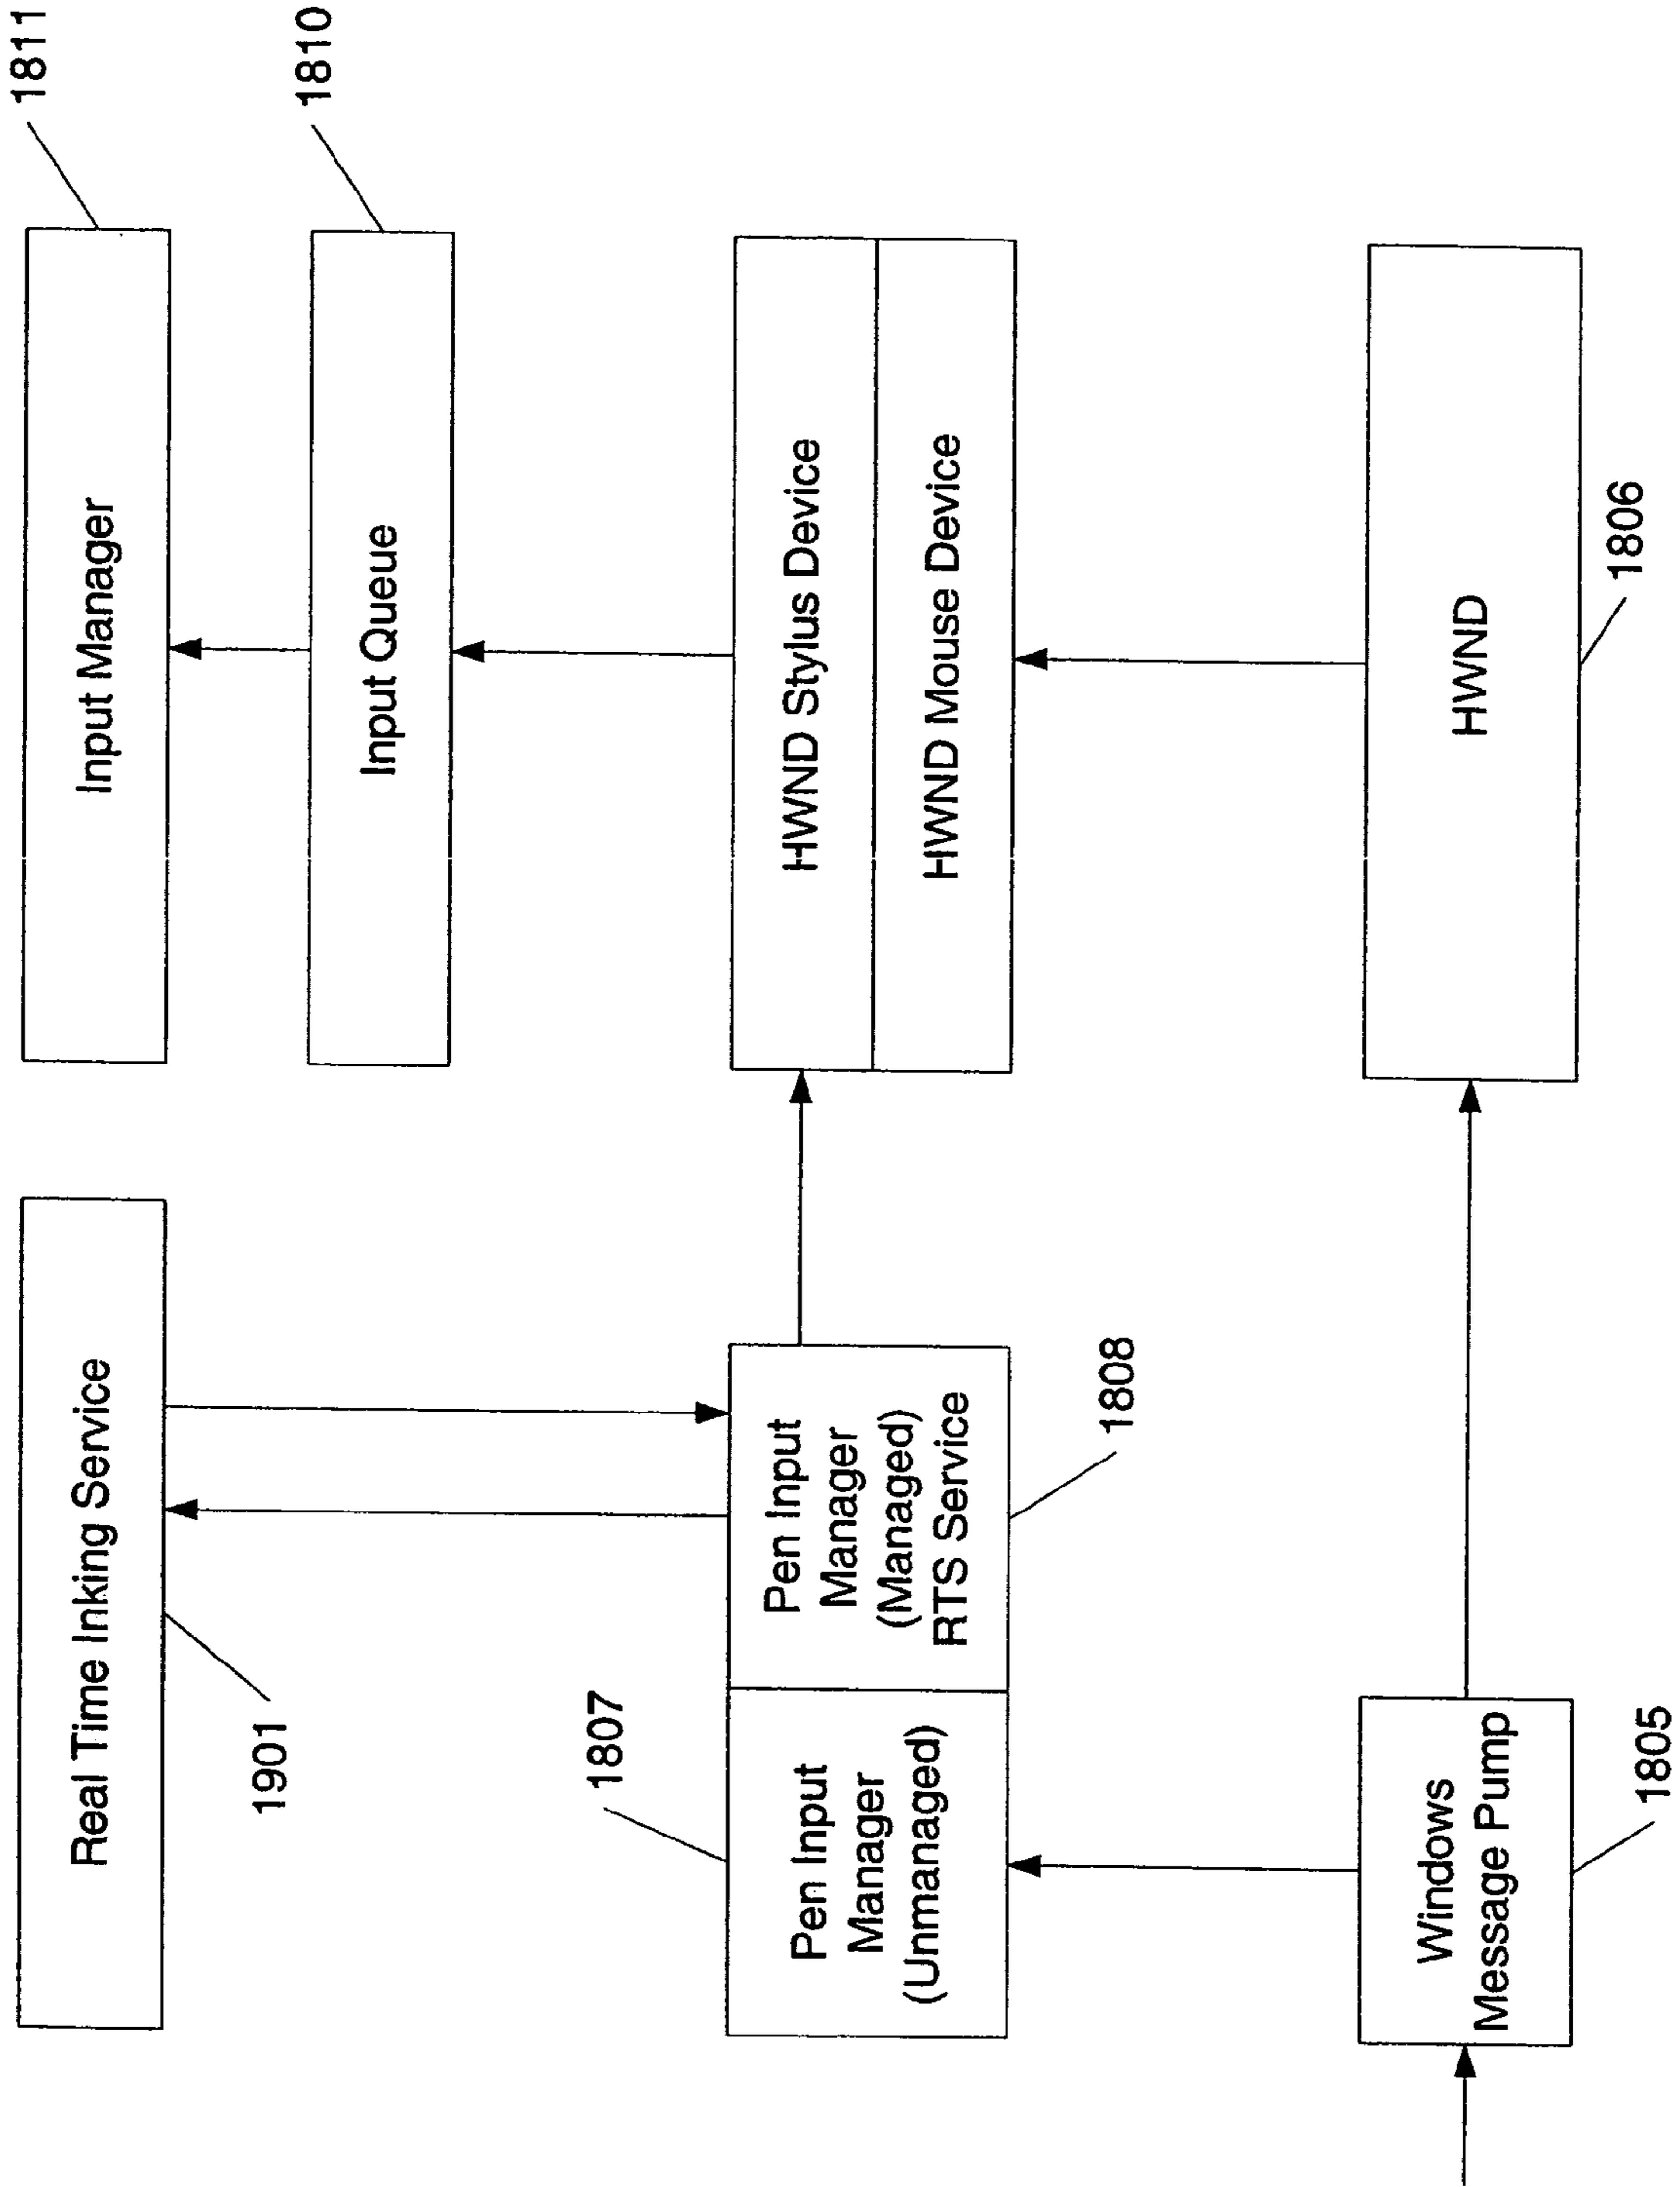 Real Time Inking Service
1901
Input Manager
1811
Input Queue
1810
1807
Pen Input
Manager
(Unmanaged)
Pen Input
Manager
(Managed)
RTS Service
1808
HWND Stylus Device
HWND Mouse Device
Windows
Message Pump
1805
HWND
1806